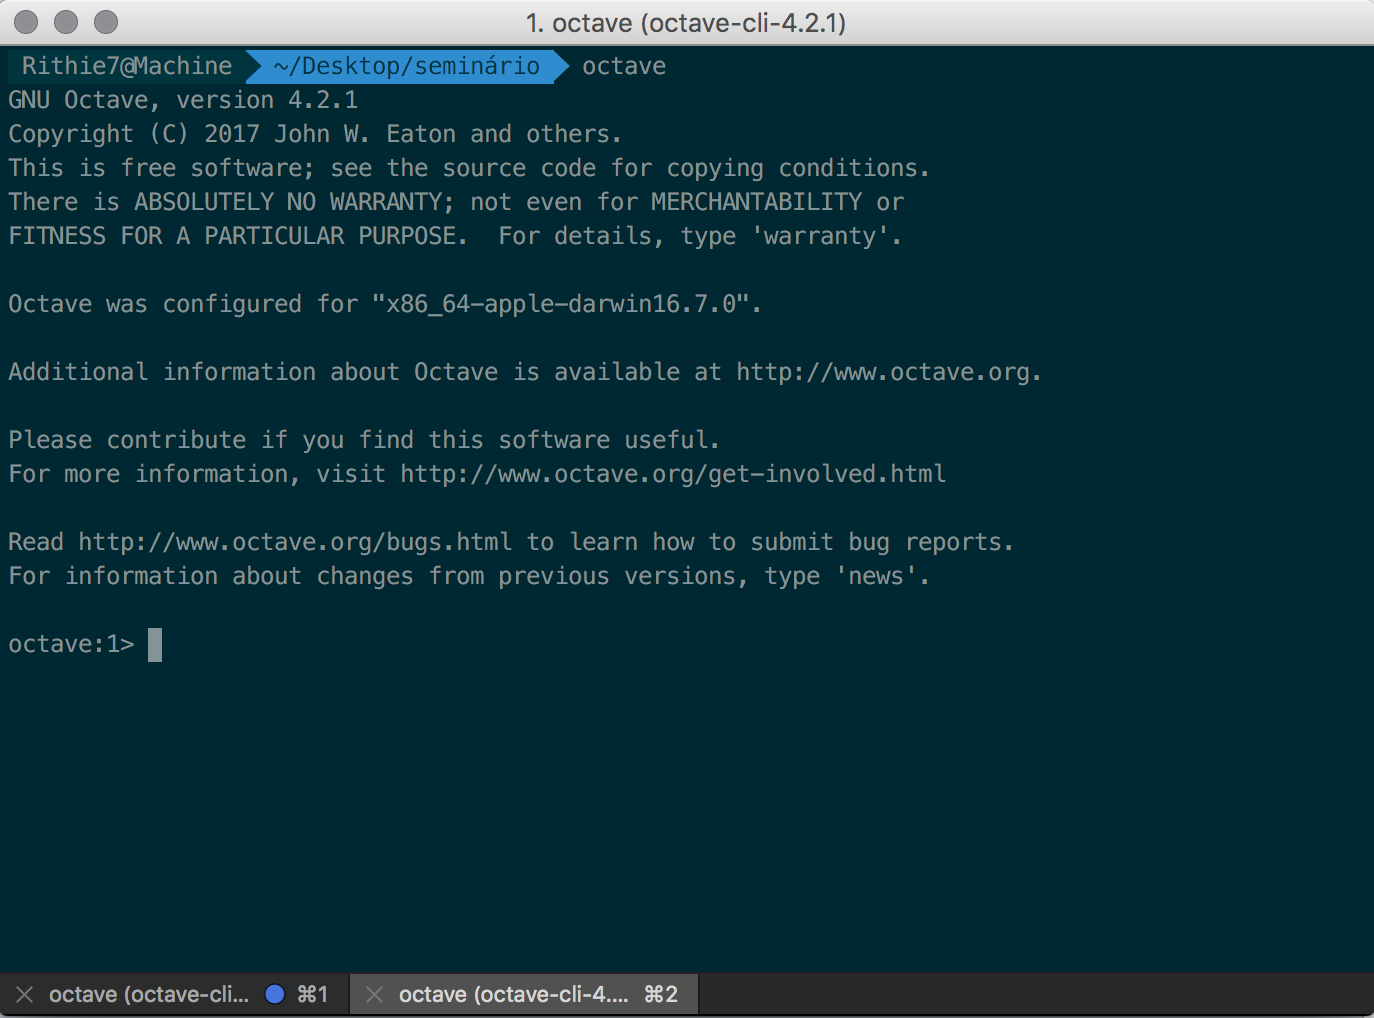 1. octave (octave-cli-4.2.1)
Rithie7@Machine ~/Desktop/seminário octave
GNU Octave, version 4.2.1
Copyright (C) 2017 John W. Eaton and others.
This is free software; see the source code for copying conditions.
There is ABSOLUTELY NO WARRANTY; not even for MERCHANTABILITY or
FITNESS FOR A PARTICULAR PURPOSE.  For details, type 'warranty'.
Octave was configured for "x86_64-apple-darwin16.7.0".
Additional information about Octave is available at http://www.octave.org.
Please contribute if you find this software useful.
For more information, visit http://www.octave.org/get-involved.html
Read http://www.octave.org/bugs.html to learn how to submit bug reports.
For information about changes from previous versions, type 'news'.
octave:1>
octave (octave-cli... ⌘1 octave (octave-cli-4.... ⌘2